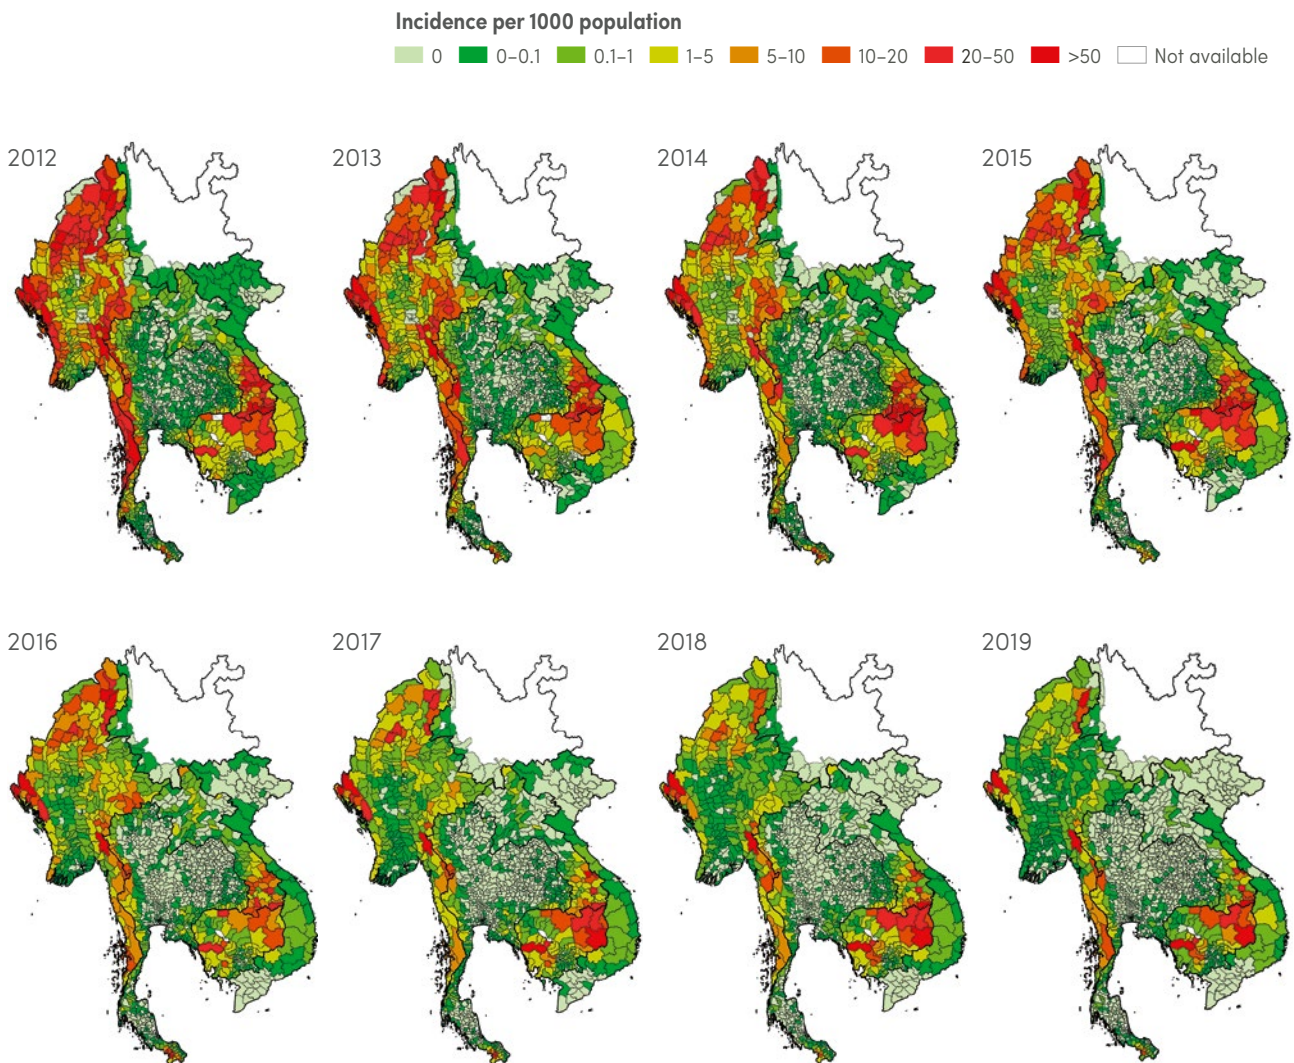 Incidence per 1000 population
0 0–0.1 0.1–1 1–5 5–10 10–20 20–50 >50 Not available
2012 2013 2014 2015
2016 2017 2018 2019